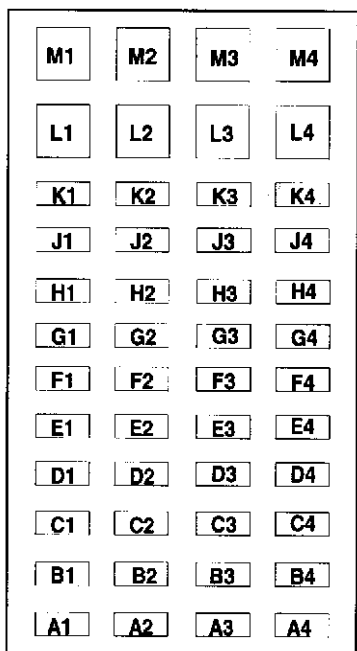 M1 M2 M3 M4
L1 L2 L3 L4
K1 K2 K3 K4
J1 J2 J3 J4
H1 H2 H3 H4
G1 G2 G3 G4
F1 F2 F3 F4
E1 E2 E3 E4
D1 D2 D3 D4
C1 C2 C3 C4
B1 B2 B3 B4
A1 A2 A3 A4